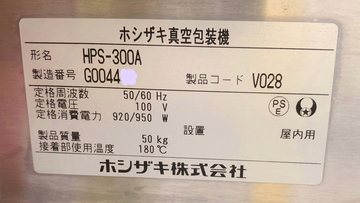 ホシザキ真空包装機
形名 HPS-300A
製造番号 G0044
製品コード V028
定格周波数 50/60 Hz
定格電圧 100 V
定格消費電力 920/950 W
PSE
製品質量 50kg
設置 屋内用
接着部使用温度 180℃
ホシザキ株式会社